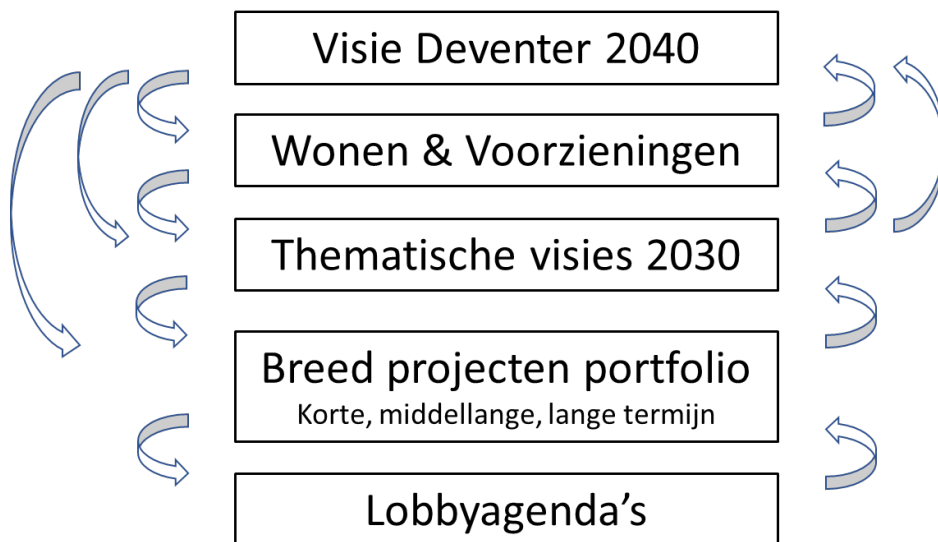 Visie Deventer 2040
Wonen & Voorzieningen
Thematische visies 2030
Breed projecten portfolio
Korte, middellange, lange termijn
Lobbyagenda’s